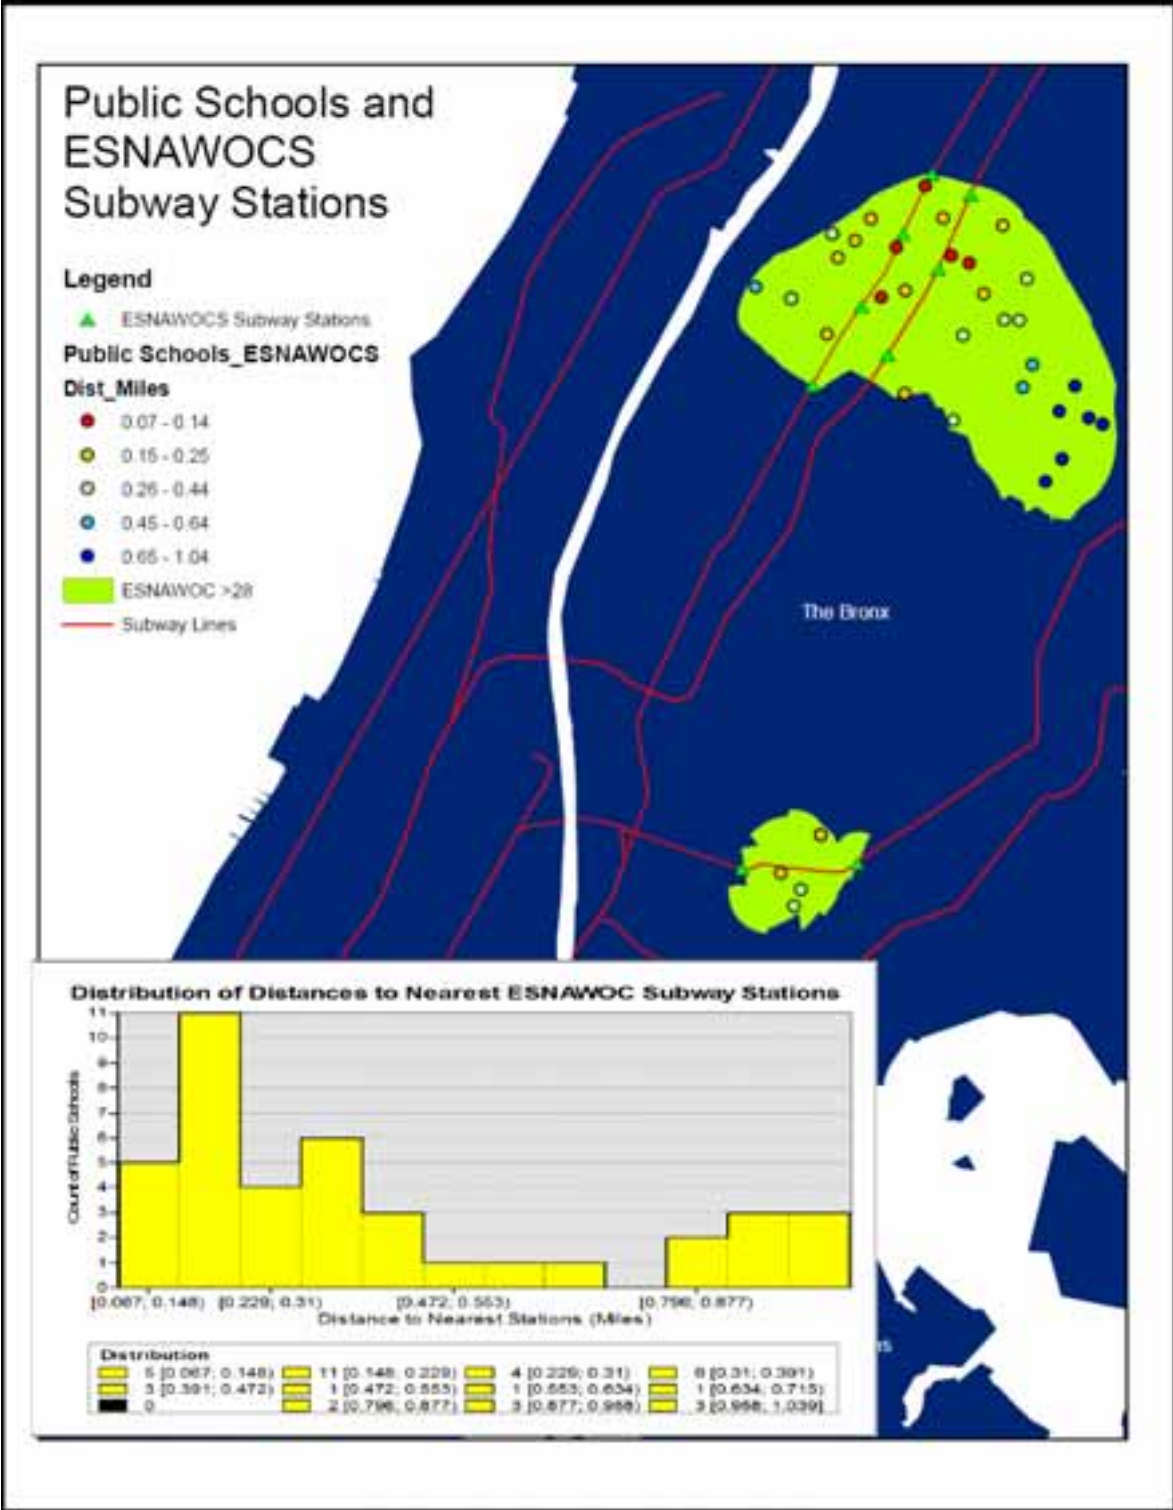 Public Schools and
ESNAWOCS
Subway Stations
Legend
ESNAWOCS Subway Stations
Public Schools_ESNAWOCS
Dist_Miles
0.07 - 0.14
0.15 - 0.25
0.26 - 0.44
0.45 - 0.64
0.65 - 1.04
ESNAWOC >28
Subway Lines
The Bronx
Distribution of Distances to Nearest ESNAWOC Subway Stations
11
10
9
8
7
6
5
4
3
2
1
0
Count of Public Schools
[0.067; 0.148) [0.229; 0.31) [0.472; 0.553) [0.796; 0.877)
Distance to Nearest Stations (Miles)
Distribution
5 [0.067; 0.148) 11 [0.148; 0.229) 4 [0.229; 0.31) 6 [0.31; 0.391)
3 [0.391; 0.472) 1 [0.472; 0.553) 1 [0.553; 0.634) 1 [0.634; 0.715)
0 2 [0.796; 0.877) 3 [0.877; 0.958) 3 [0.958; 1.039]